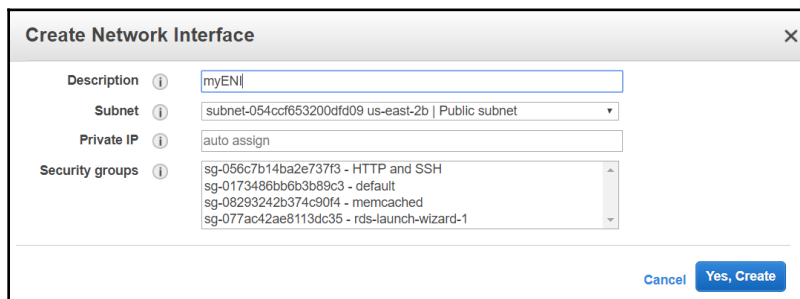 Create Network Interface ×
Description i myENI
Subnet i subnet-054ccf653200dfd09 us-east-2b | Public subnet
Private IP i auto assign
Security groups i sg-056c7b14ba2e737f3 - HTTP and SSH
sg-0173486bb6b3b89c3 - default
sg-08293242b374c90f4 - memcached
sg-077ac42ae8113dc35 - rds-launch-wizard-1
Cancel Yes, Create